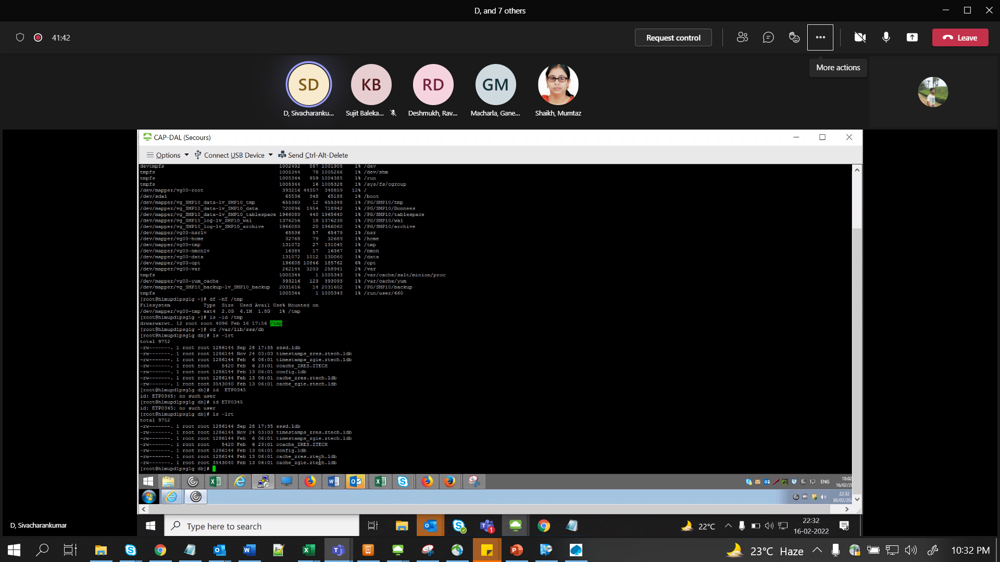 D, and 7 others
41:42
Request control
Leave
More actions
SD
KB
RD
GM
D, Sivacharanku...
Sujit Baleka...
Deshmukh, Rav...
Macharla, Gane...
Shaikh, Mumtaz
CAP-DAL (Secours)
Options
Connect USB Device
Send Ctrl-Alt-Delete
devtmpfs 1002492 587 1001905 1% /dev
tmpfs 1005344 78 1005266 1% /dev/shm
tmpfs 1005344 959 1004385 1% /run
tmpfs 1005344 16 1005328 1% /sys/fs/cgroup
/dev/mapper/vg00-root 393216 44357 348859 12% /
/dev/sda1 65536 348 65188 1% /boot
/dev/mapper/vg_SMP10_data-lv_SMP10_tmp 655360 12 655348 1% /PG/SMP10/tmp
/dev/mapper/vg_SMP10_data-lv_SMP10_data 720896 1954 718942 1% /PG/SMP10/Donnees
/dev/mapper/vg_SMP10_data-lv_SMP10_tablespace 1966080 440 1965640 1% /PG/SMP10/tablespace
/dev/mapper/vg_SMP10_log-lv_SMP10_wal 1376256 18 1376238 1% /PG/SMP10/wal
/dev/mapper/vg_SMP10_log-lv_SMP10_archive 1966080 20 1966060 1% /PG/SMP10/archive
/dev/mapper/vg00-nsrlv 65536 57 65479 1% /nsr
/dev/mapper/vg00-home 32768 79 32689 1% /home
/dev/mapper/vg00-tmp 131072 27 131045 1% /tmp
/dev/mapper/vg00-nmonlv 16384 17 16367 1% /nmon
/dev/mapper/vg00-data 131072 1012 130060 1% /data
/dev/mapper/vg00-opt 196608 10846 185762 6% /opt
/dev/mapper/vg00-var 262144 3203 258941 2% /var
tmpfs 1005344 1 1005343 1% /var/cache/salt/minion/proc
/dev/mapper/vg00-yum_cache 393216 123 393093 1% /var/cache/yum
/dev/mapper/vg_SMP10_backup-lv_SMP10_backup 2031616 14 2031602 1% /PG/SMP10/backup
tmpfs 1005344 1 1005343 1% /run/user/660
[root@hlmupdlpsglg ~]# df -hT /tmp
Filesystem Type Size Used Avail Use% Mounted on
/dev/mapper/vg00-tmp ext4 2.0G 6.1M 1.8G 1% /tmp
[root@hlmupdlpsglg ~]# ls -ld /tmp
drwxrwxrwt. 12 root root 4096 Feb 16 17:56 /tmp
[root@hlmupdlpsglg ~]# cd /var/lib/sss/db
[root@hlmupdlpsglg db]# ls -lrt
total 9752
-rw-------. 1 root root 1286144 Sep 28 17:35 sssd.ldb
-rw-------. 1 root root 1286144 Nov 24 03:03 timestamps_zres.ztech.ldb
-rw-------. 1 root root 1286144 Feb 6 06:01 timestamps_zgie.ztech.ldb
-rw-------. 1 root root 5420 Feb 6 23:01 ccache_ZRES.ZTECH
-rw-------. 1 root root 1286144 Feb 13 06:01 config.ldb
-rw-------. 1 root root 1286144 Feb 13 06:01 cache_zres.ztech.ldb
-rw-------. 1 root root 3543040 Feb 13 06:01 cache_zgie.ztech.ldb
[root@hlmupdlpsglg db]# id  ETP0345
id: ETP0345: no such user
[root@hlmupdlpsglg db]# id ETP0345
id: ETP0345: no such user
[root@hlmupdlpsglg db]# ls -lrt
total 9752
-rw-------. 1 root root 1286144 Sep 28 17:35 sssd.ldb
-rw-------. 1 root root 1286144 Nov 24 03:03 timestamps_zres.ztech.ldb
-rw-------. 1 root root 1286144 Feb 6 06:01 timestamps_zgie.ztech.ldb
-rw-------. 1 root root 5420 Feb 6 23:01 ccache_ZRES.ZTECH
-rw-------. 1 root root 1286144 Feb 13 06:01 config.ldb
-rw-------. 1 root root 1286144 Feb 13 06:01 cache_zres.ztech.ldb
-rw-------. 1 root root 3543040 Feb 13 06:01 cache_zgie.ztech.ldb
[root@hlmupdlpsglg db]#
ENG
18:02
16/02/20
22:32
16/02/202
D, Sivacharankumar
Type here to search
22°C
22:32
16-02-2022
23°C Haze
10:32 PM